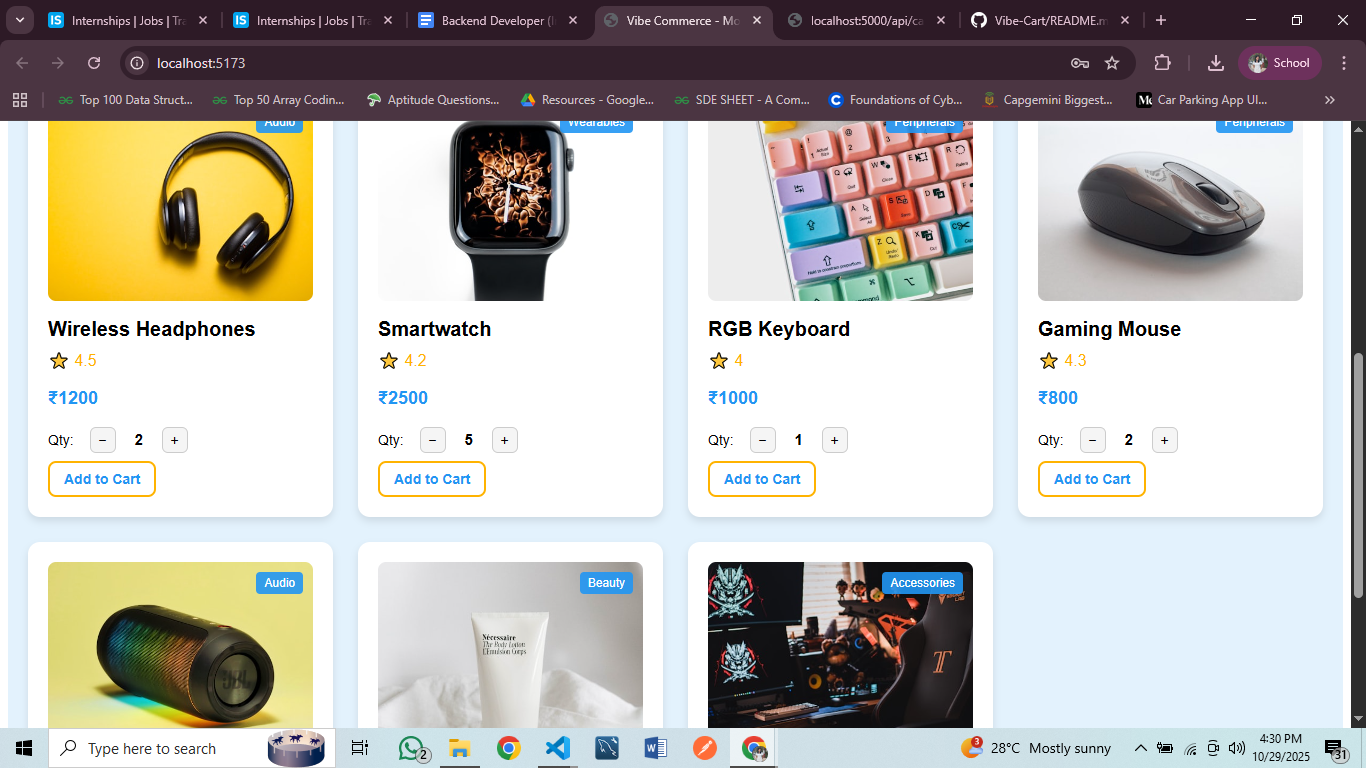 Internships | Jobs | Tra
Internships | Jobs | Tra
Backend Developer (I
Vibe Commerce - Mo
localhost:5000/api/ca
Vibe-Cart/README.m
localhost:5173
School
Top 100 Data Struct...
Top 50 Array Codin...
Aptitude Questions...
Resources - Google...
SDE SHEET - A Com...
Foundations of Cyb...
Capgemini Biggest...
Car Parking App UI...
Audio
Wearables
Peripherals
Peripherals
Wireless Headphones
4.5
₹1200
Qty: − 2 +
Add to Cart
Smartwatch
4.2
₹2500
Qty: − 5 +
Add to Cart
RGB Keyboard
4
₹1000
Qty: − 1 +
Add to Cart
Gaming Mouse
4.3
₹800
Qty: − 2 +
Add to Cart
Audio
JBL
Beauty
Nécessaire
The Body Lotion
L'Emulsion Corps
Accessories
Type here to search
2
3
28°C Mostly sunny
4:30 PM
10/29/2025
31